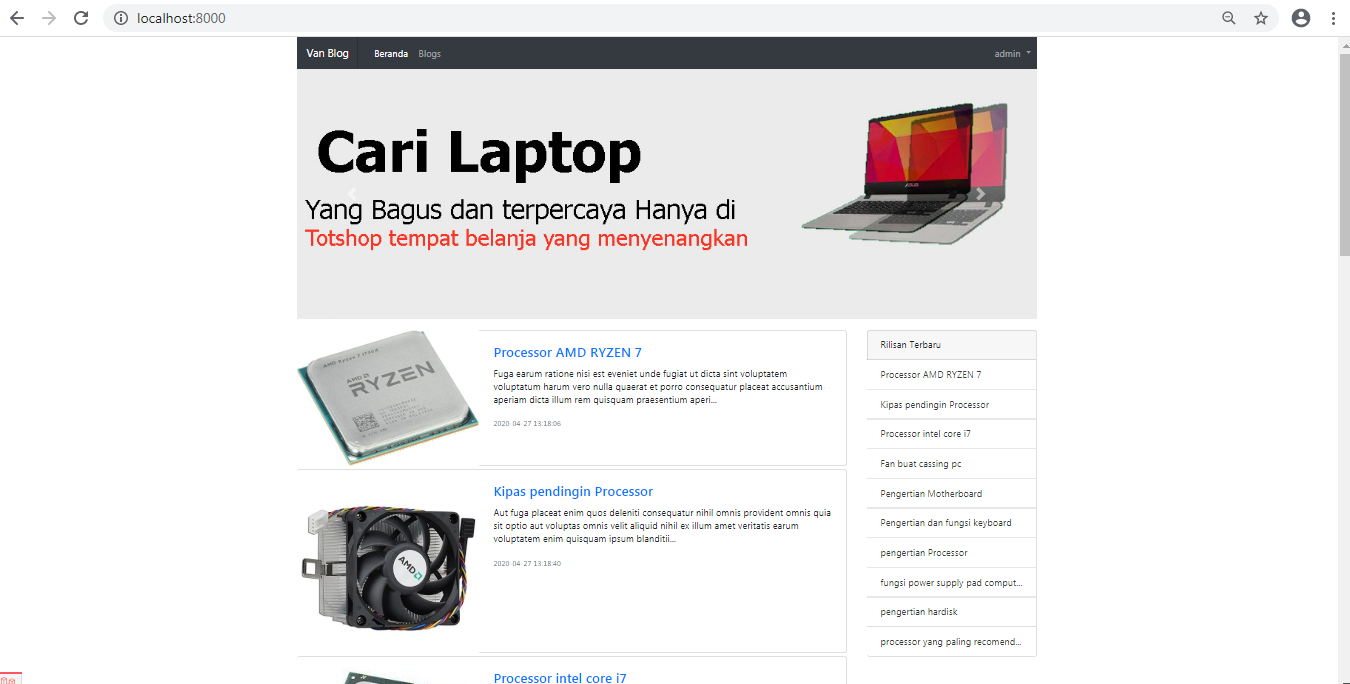 localhost:8000
Van Blog
Beranda
Blogs
admin
Cari Laptop
Yang Bagus dan terpercaya Hanya di
Totshop tempat belanja yang menyenangkan
ASUS
AMD
RYZEN
Processor AMD RYZEN 7
Fuga earum ratione nisi est eveniet unde fugiat ut dicta sint voluptatem
voluptatum harum vero nulla quaerat et porro consequatur placeat accusantium
aperiam dicta illum rem quisquam praesentium aperi...
2020-04-27 13:18:06
AMD
Kipas pendingin Processor
Aut fuga placeat enim quos deleniti consequatur nihil omnis provident omnis quia
sit optio aut voluptas omnis velit aliquid nihil ex illum amet veritatis earum
voluptatem enim quisquam ipsum blanditii...
2020-04-27 13:18:40
Processor intel core i7
Rilisan Terbaru
Processor AMD RYZEN 7
Kipas pendingin Processor
Processor intel core i7
Fan buat cassing pc
Pengertian Motherboard
Pengertian dan fungsi keyboard
pengertian Processor
fungsi power supply pad comput...
pengertian hardisk
processor yang paling recomend...